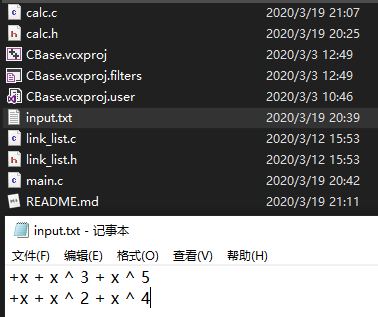 calc.c 2020/3/19 21:07
calc.h 2020/3/19 20:25
CBase.vcxproj 2020/3/3 12:49
CBase.vcxproj.filters 2020/3/3 12:49
CBase.vcxproj.user 2020/3/3 10:46
input.txt 2020/3/19 20:39
link_list.c 2020/3/12 15:53
link_list.h 2020/3/12 15:53
main.c 2020/3/19 20:42
README.md 2020/3/19 21:11
input.txt - 记事本
文件(F) 编辑(E) 格式(O) 查看(V) 帮助(H)
+x + x ^ 3 + x ^ 5
+x + x ^ 2 + x ^ 4